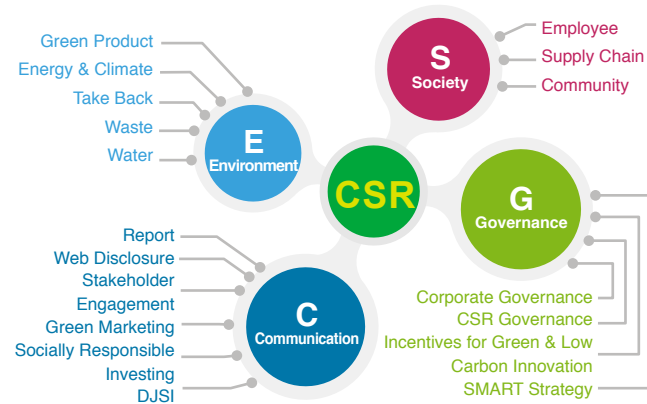 Green Product
Energy & Climate
Take Back
Waste
Water
E
Environment
S
Society
Employee
Supply Chain
Community
CSR
G
Governance
Corporate Governance
CSR Governance
Incentives for Green & Low
Carbon Innovation
SMART Strategy
Report
Web Disclosure
Stakeholder
Engagement
Green Marketing
Socially Responsible
Investing
DJSI
C
Communication